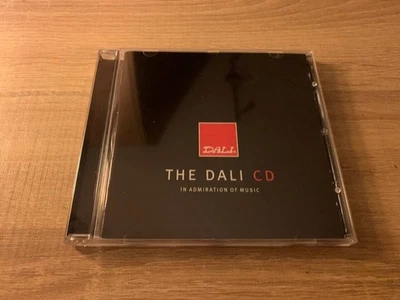 DALI
THE DALI CD
IN ADMIRATION OF MUSIC